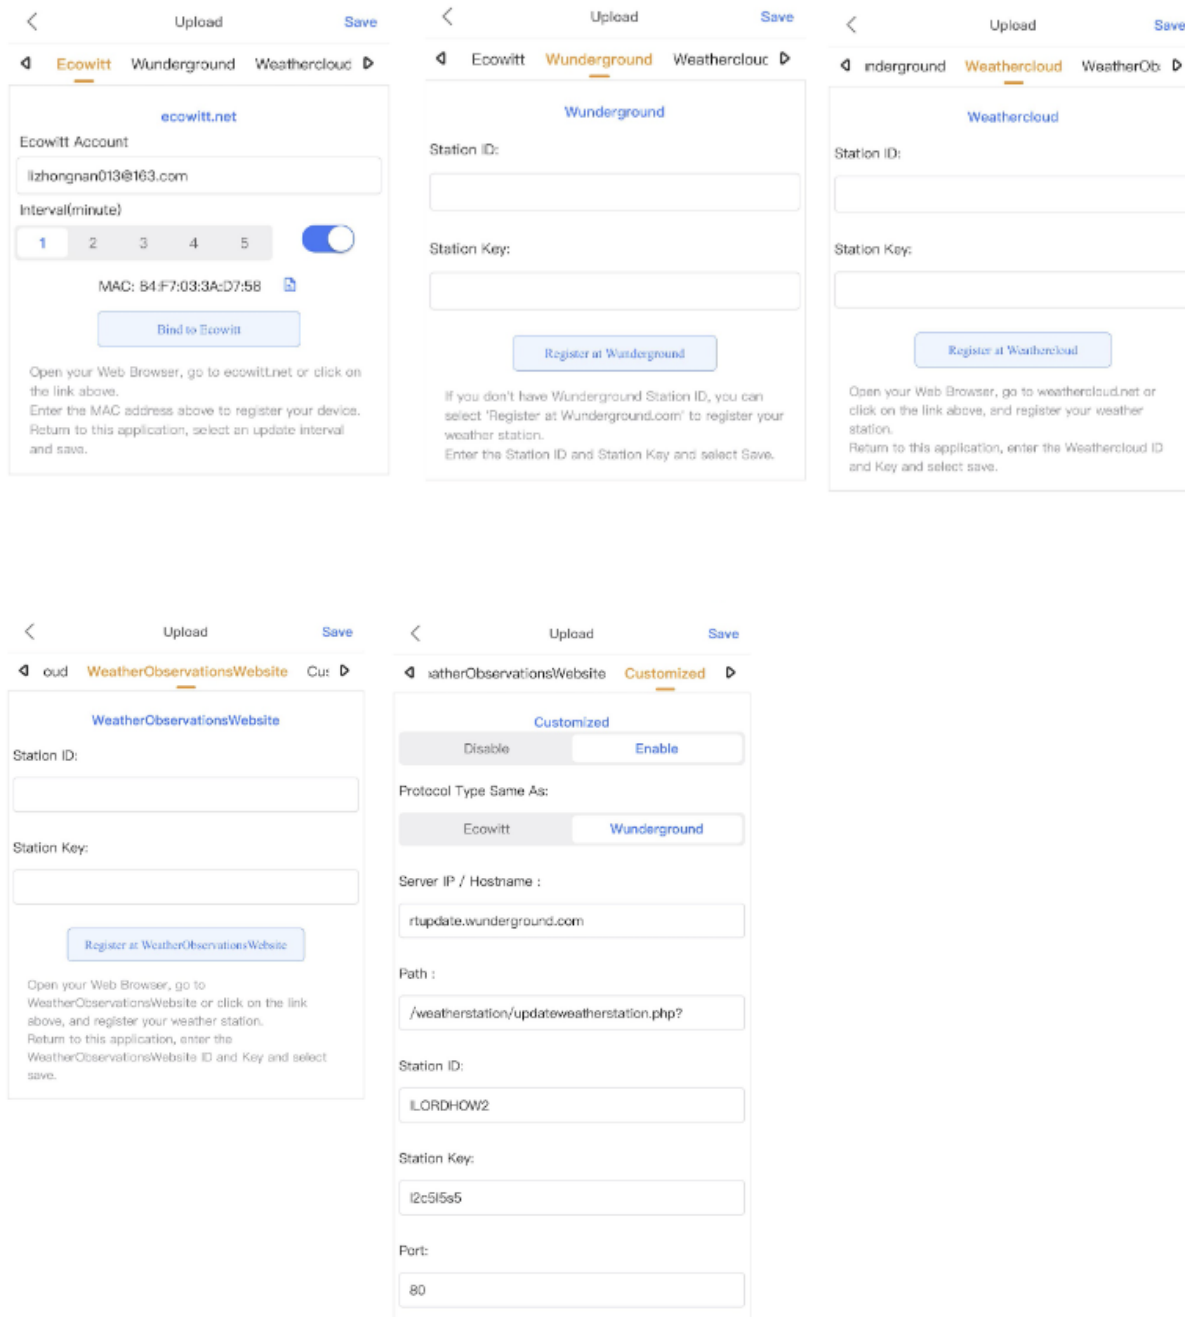 Upload Save
Ecowitt Wunderground Weathercloud
ecowitt.net
Ecowitt Account
lizhongnan013@163.com
Interval(minute)
1 2 3 4 5
MAC: B4:F7:03:3A:D7:5B
Bind to Ecowitt
Open your Web Browser, go to ecowitt.net or click on
the link above.
Enter the MAC address above to register your device.
Return to this application, select an update interval
and save.
Upload Save
Ecowitt Wunderground Weatherclouc
Wunderground
Station ID:
Station Key:
Register at Wunderground
If you don't have Wunderground Station ID, you can
select 'Register at Wunderground.com' to register your
weather station.
Enter the Station ID and Station Key and select Save.
Upload Save
nderground Weathercloud WeatherOb
Weathercloud
Station ID:
Station Key:
Register at Weathercloud
Open your Web Browser, go to weathercloud.net or
click on the link above, and register your weather
station.
Return to this application, enter the Weathercloud ID
and Key and select save.
Upload Save
oud WeatherObservationsWebsite Cus
WeatherObservationsWebsite
Station ID:
Station Key:
Register at WeatherObservationsWebsite
Open your Web Browser, go to
WeatherObservationsWebsite or click on the link
above, and register your weather station.
Return to this application, enter the
WeatherObservationsWebsite ID and Key and select
save.
Upload Save
atherObservationsWebsite Customized
Customized
Disable Enable
Protocol Type Same As:
Ecowitt Wunderground
Server IP / Hostname :
rtupdate.wunderground.com
Path :
/weatherstation/updateweatherstation.php?
Station ID:
ILORDHOW2
Station Key:
l2c5l5s5
Port:
80